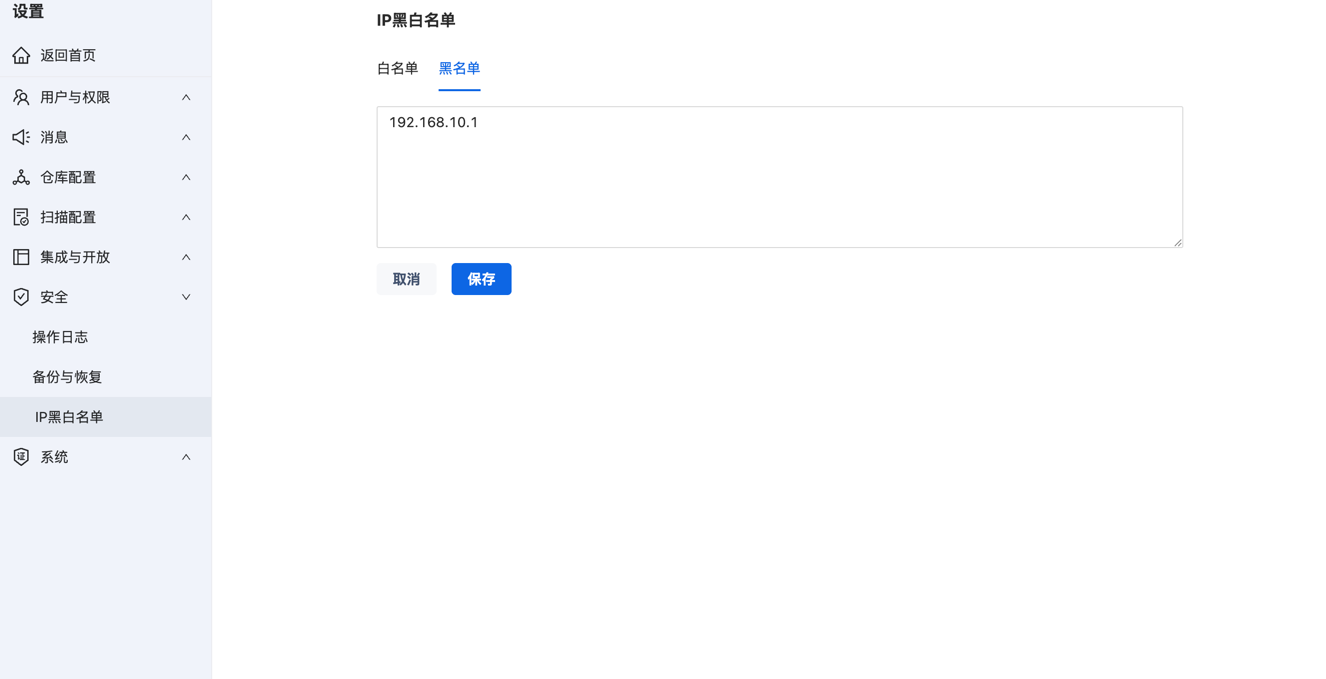 设置
返回首页
用户与权限
消息
仓库配置
扫描配置
集成与开放
安全
操作日志
备份与恢复
IP黑白名单
证
系统
IP黑白名单
白名单 黑名单
192.168.10.1
取消 保存